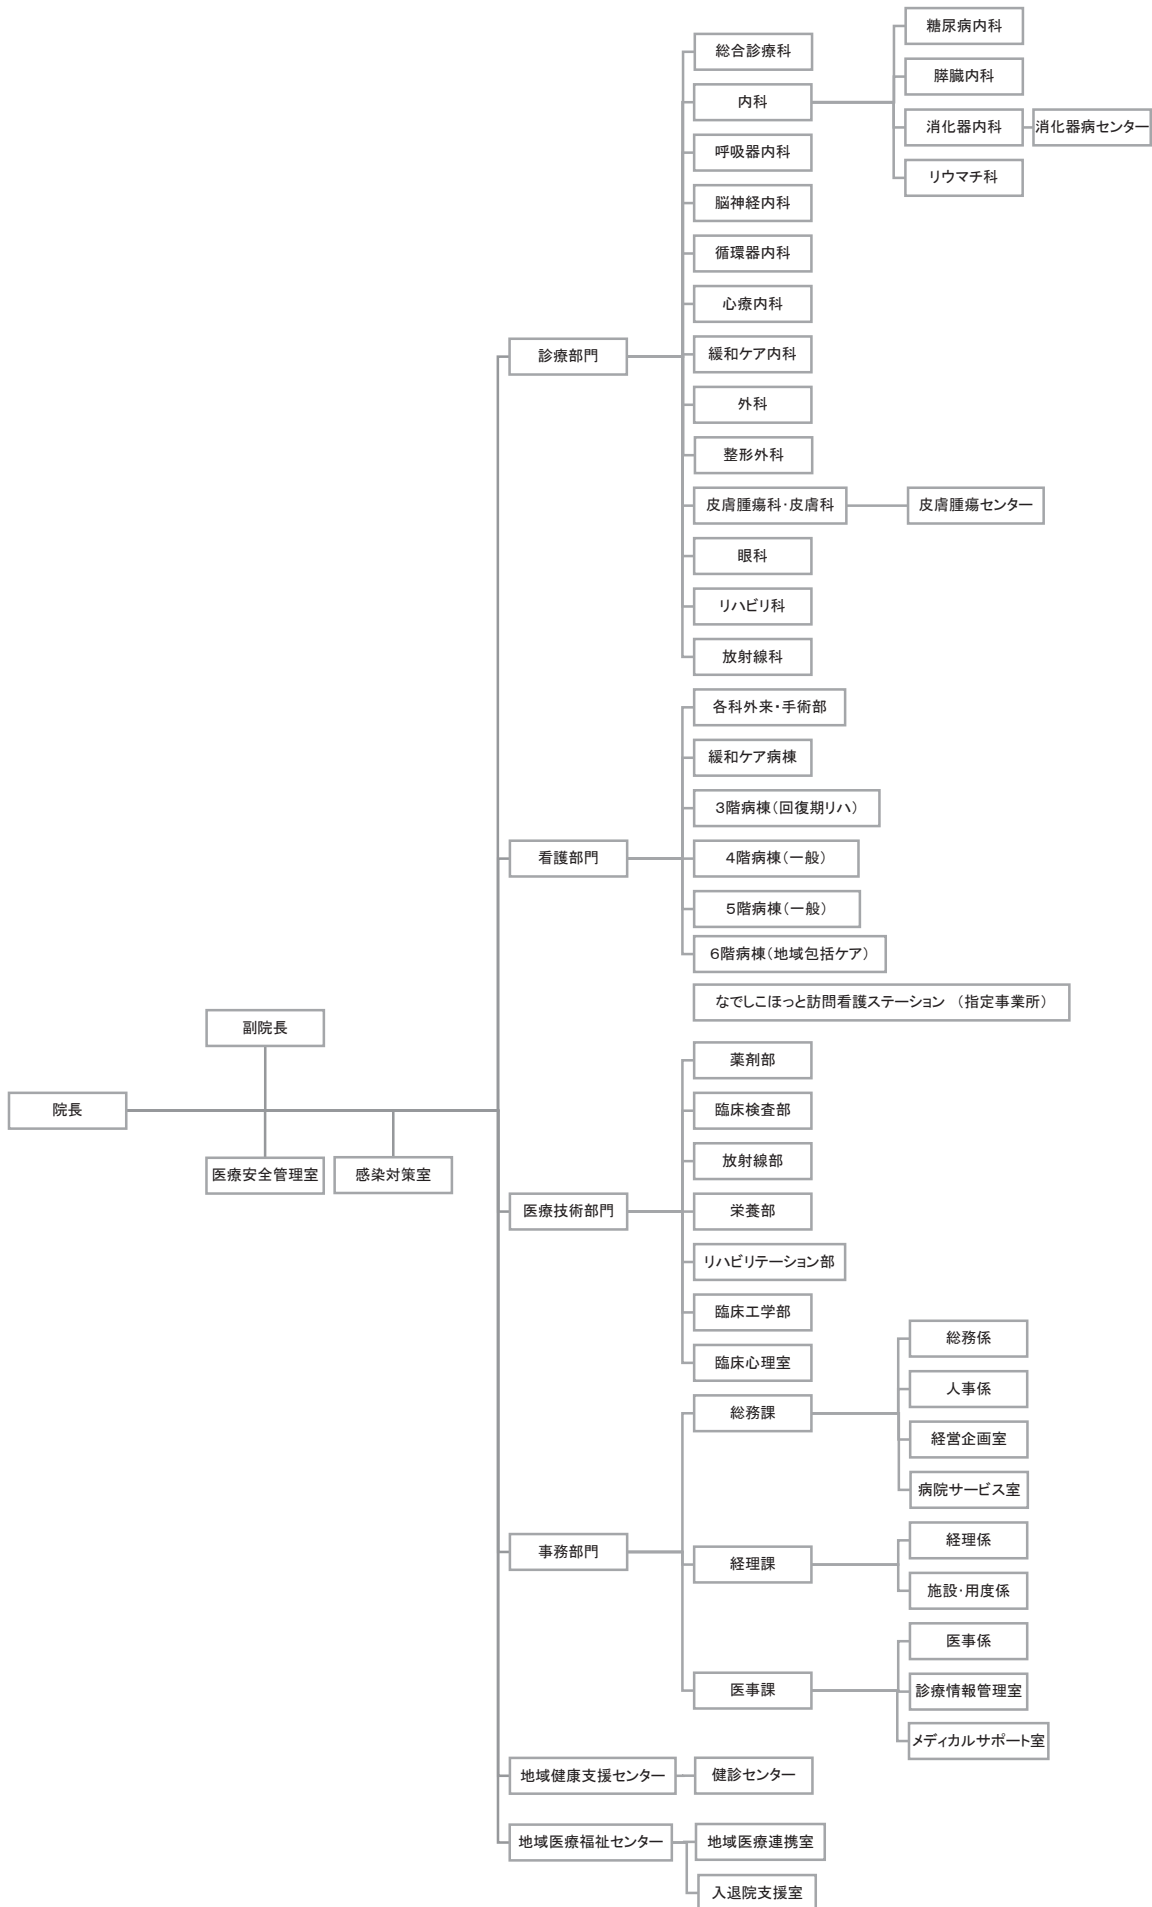 糖尿病内科
総合診療科
膵臓内科
内科
消化器内科
消化器病センター
呼吸器内科
リウマチ科
脳神経内科
循環器内科
心療内科
診療部門
緩和ケア内科
外科
整形外科
皮膚腫瘍科・皮膚科
皮膚腫瘍センター
眼科
リハビリ科
放射線科
各科外来・手術部
緩和ケア病棟
3階病棟(回復期リハ)
看護部門
4階病棟(一般)
5階病棟(一般)
6階病棟(地域包括ケア)
なでしこほっと訪問看護ステーション (指定事業所)
副院長
薬剤部
院長
臨床検査部
医療安全管理室
感染対策室
放射線部
医療技術部門
栄養部
リハビリテーション部
臨床工学部
総務係
臨床心理室
人事係
総務課
経営企画室
病院サービス室
事務部門
経理係
経理課
施設・用度係
医事係
医事課
診療情報管理室
メディカルサポート室
地域健康支援センター
健診センター
地域医療福祉センター
地域医療連携室
入退院支援室